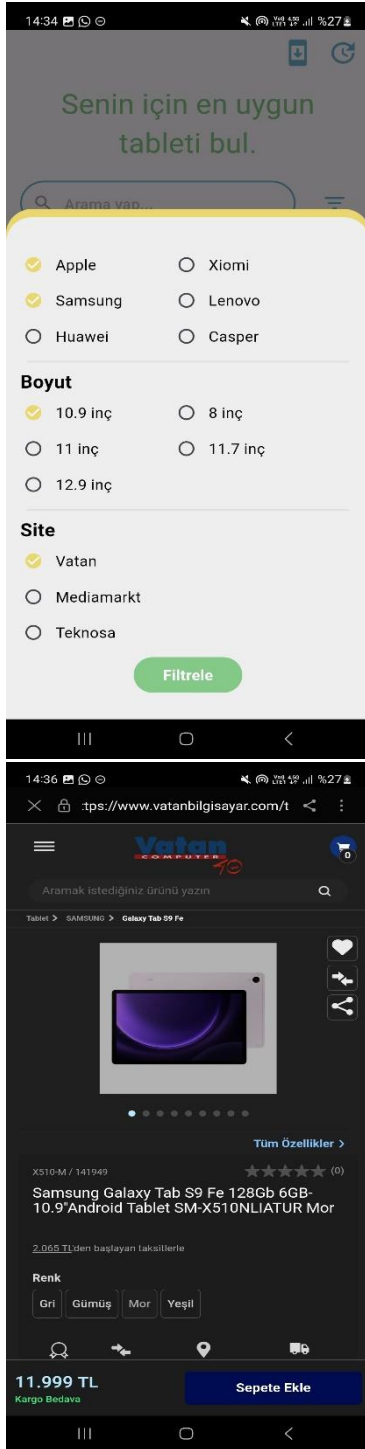 14:34
%27
Senin için en uygun
tableti bul.
Arama yap...
Apple
Xiomi
Samsung
Lenovo
Huawei
Casper
Boyut
10.9 inç
8 inç
11 inç
11.7 inç
12.9 inç
Site
Vatan
Mediamarkt
Teknosa
Filtrele
14:36
%27
:tps://www.vatanbilgisayar.com/t
Vatan
COMPUTER
40
0
Aramak istediğiniz ürünü yazın
Tablet > SAMSUNG > Galaxy Tab S9 Fe
Tüm Özellikler >
X510-M / 141949
(0)
Samsung Galaxy Tab S9 Fe 128Gb 6GB-
10.9"Android Tablet SM-X510NLIATUR Mor
2.065 TL'den başlayan taksitlerle
Renk
Gri Gümüş Mor Yeşil
11.999 TL
Sepete Ekle
Kargo Bedava